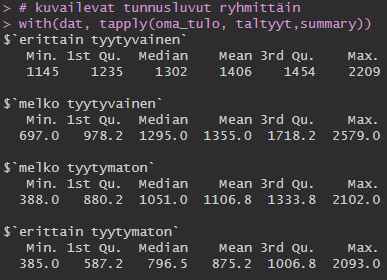 > # kuvailevat tunnusluvut ryhmittäin
> with(dat, tapply(oma_tulo, taltyyt,summary))
$`erittain tyytyvainen`
Min. 1st Qu. Median Mean 3rd Qu. Max.
1145 1235 1302 1406 1454 2209
$`melko tyytyvainen`
Min. 1st Qu. Median Mean 3rd Qu. Max.
697.0 978.2 1295.0 1355.0 1718.2 2579.0
$`melko tyytymaton`
Min. 1st Qu. Median Mean 3rd Qu. Max.
388.0 880.2 1051.0 1106.8 1333.8 2102.0
$`erittain tyytymaton`
Min. 1st Qu. Median Mean 3rd Qu. Max.
385.0 587.2 796.5 875.2 1006.8 2093.0